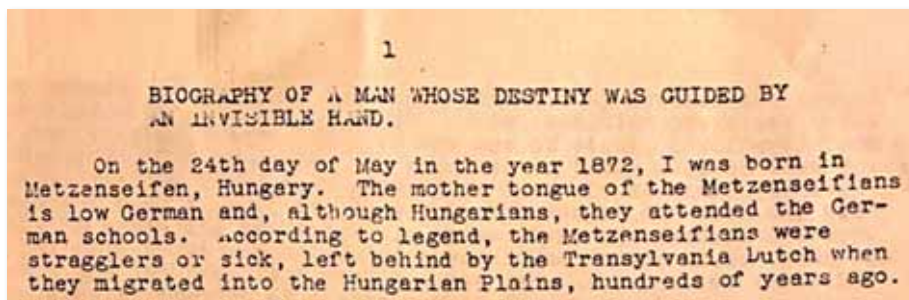 1
BIOGRAPHY OF A MAN WHOSE DESTINY WAS GUIDED BY
AN INVISIBLE HAND.
On the 24th day of May in the year 1872, I was born in
Metzenseifen, Hungary. The mother tongue of the Metzenseifians
is low German and, although Hungarians, they attended the Ger-
man schools. According to legend, the Metzenseifians were
stragglers or sick, left behind by the Transylvania Dutch when
they migrated into the Hungarian Plains, hundreds of years ago.